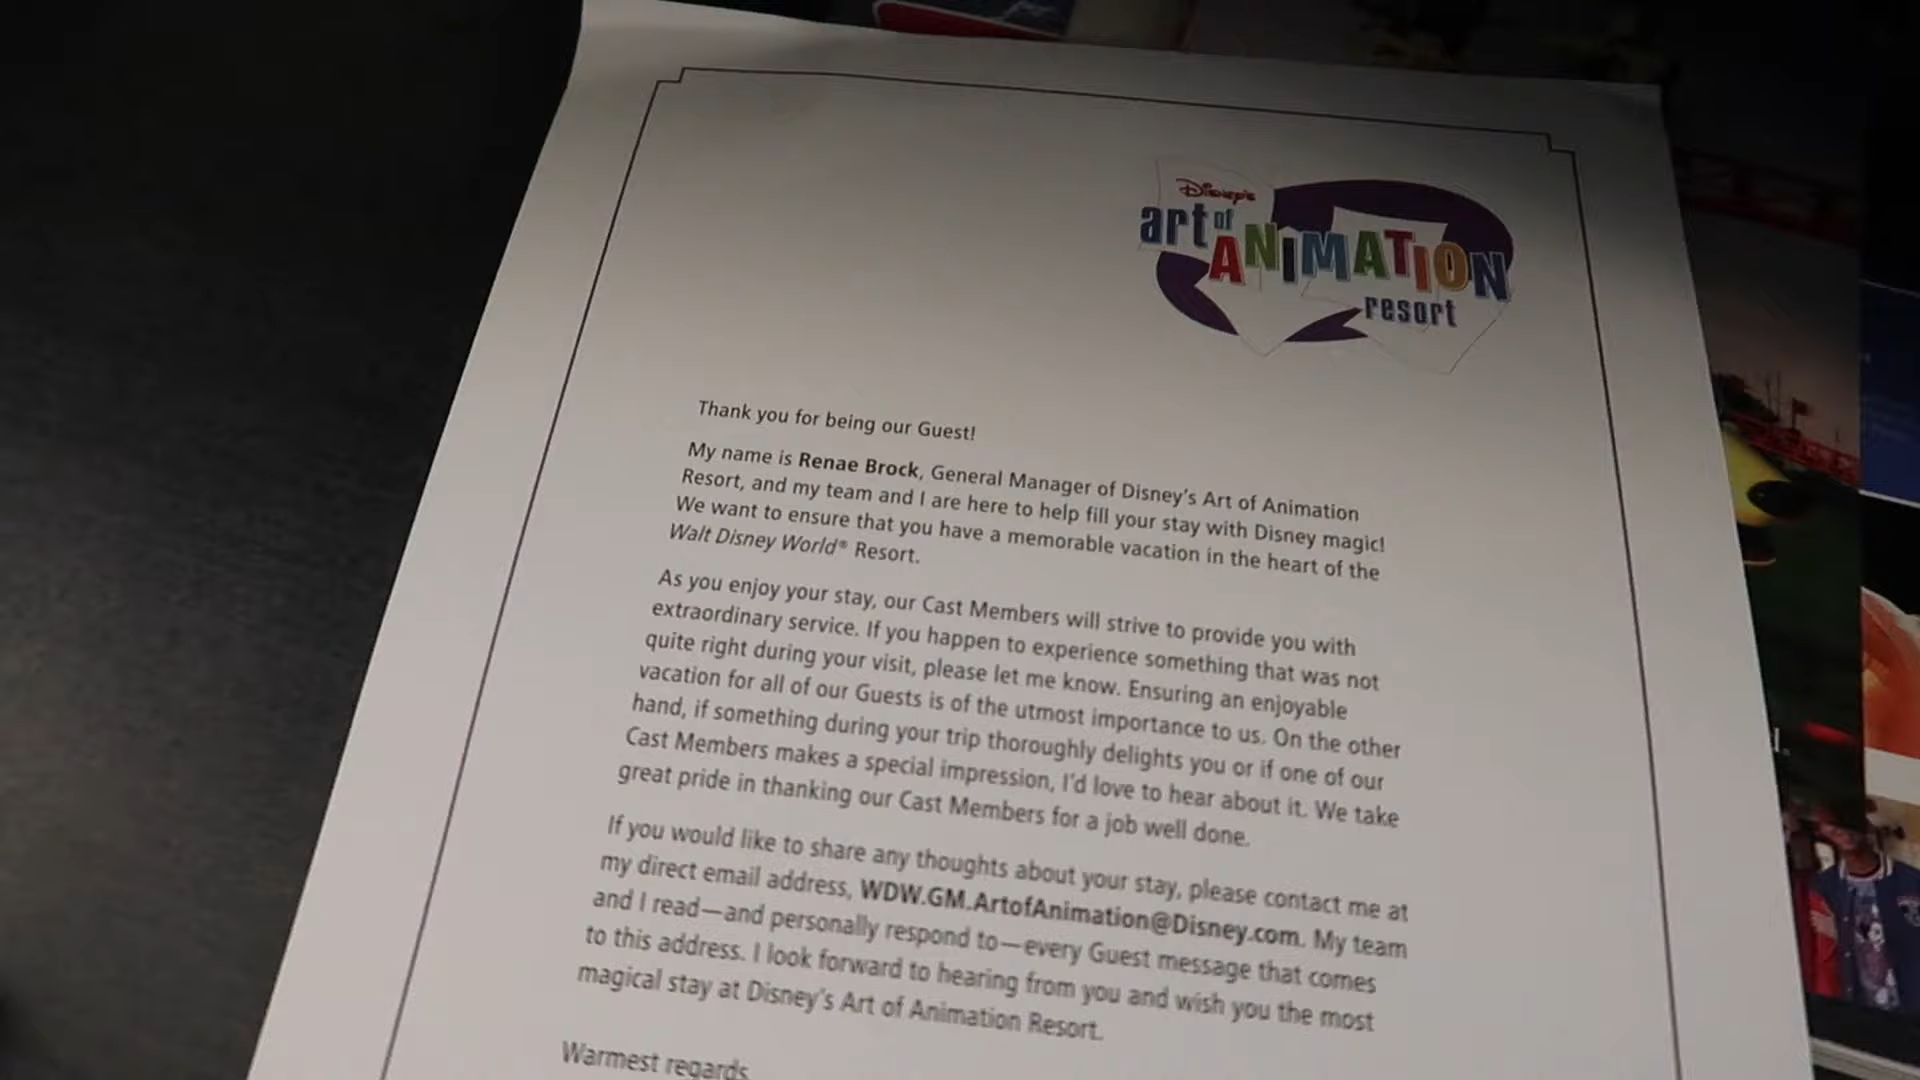 Disney's
art of
ANIMATION
resort
Thank you for being our Guest!
My name is Renae Brock, General Manager of Disney's Art of Animation
Resort, and my team and I are here to help fill your stay with Disney magic!
We want to ensure that you have a memorable vacation in the heart of the
Walt Disney World® Resort.
As you enjoy your stay, our Cast Members will strive to provide you with
extraordinary service. If you happen to experience something that was not
quite right during your visit, please let me know. Ensuring an enjoyable
vacation for all of our Guests is of the utmost importance to us. On the other
hand, if something during your trip thoroughly delights you or if one of our
Cast Members makes a special impression, I'd love to hear about it. We take
great pride in thanking our Cast Members for a job well done.
If you would like to share any thoughts about your stay, please contact me at
my direct email address, WDW.GM.ArtofAnimation@Disney.com. My team
and I read—and personally respond to—every Guest message that comes
to this address. I look forward to hearing from you and wish you the most
magical stay at Disney's Art of Animation Resort.
Warmest regards